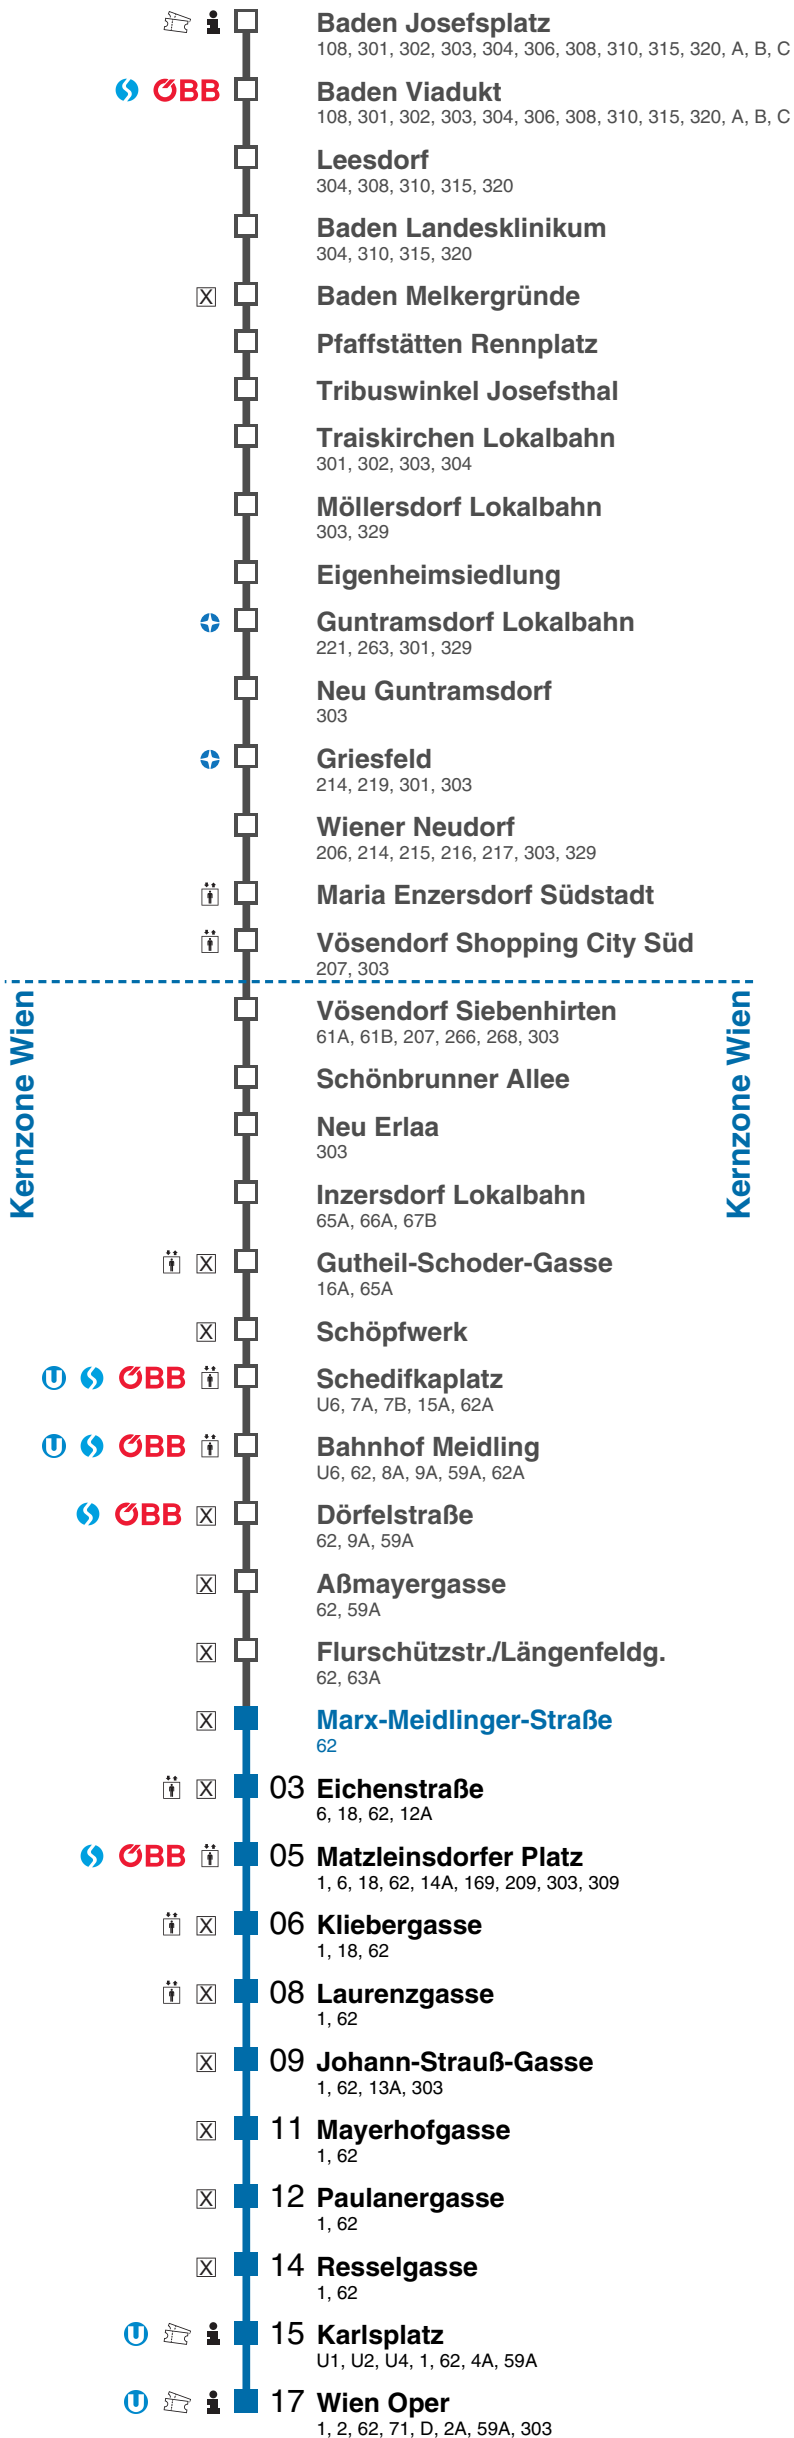 Baden Josefsplatz
108, 301, 302, 303, 304, 306, 308, 310, 315, 320, A, B, C
ÖBB
Baden Viadukt
108, 301, 302, 303, 304, 306, 308, 310, 315, 320, A, B, C
Leesdorf
304, 308, 310, 315, 320
Baden Landesklinikum
304, 310, 315, 320
X Baden Melkergründe
Pfaffstätten Rennplatz
Tribuswinkel Josefsthal
Traiskirchen Lokalbahn
301, 302, 303, 304
Möllersdorf Lokalbahn
303, 329
Eigenheimsiedlung
Guntramsdorf Lokalbahn
221, 263, 301, 329
Neu Guntramsdorf
303
Griesfeld
214, 219, 301, 303
Wiener Neudorf
206, 214, 215, 216, 217, 303, 329
Maria Enzersdorf Südstadt
Vösendorf Shopping City Süd
207, 303
Kernzone Wien
Kernzone Wien
Vösendorf Siebenhirten
61A, 61B, 207, 266, 268, 303
Schönbrunner Allee
Neu Erlaa
303
Inzersdorf Lokalbahn
65A, 66A, 67B
X Gutheil-Schoder-Gasse
16A, 65A
X Schöpfwerk
U ÖBB Schedifkaplatz
U6, 7A, 7B, 15A, 62A
U ÖBB Bahnhof Meidling
U6, 62, 8A, 9A, 59A, 62A
ÖBB X Dörfelstraße
62, 9A, 59A
X Aßmayergasse
62, 59A
X Flurschützstr./Längenfeldg.
62, 63A
X Marx-Meidlinger-Straße
62
X 03 Eichenstraße
6, 18, 62, 12A
ÖBB 05 Matzleinsdorfer Platz
1, 6, 18, 62, 14A, 169, 209, 303, 309
X 06 Kliebergasse
1, 18, 62
X 08 Laurenzgasse
1, 62
X 09 Johann-Strauß-Gasse
1, 62, 13A, 303
X 11 Mayerhofgasse
1, 62
X 12 Paulanergasse
1, 62
X 14 Resselgasse
1, 62
U 15 Karlsplatz
U1, U2, U4, 1, 62, 4A, 59A
U 17 Wien Oper
1, 2, 62, 71, D, 2A, 59A, 303